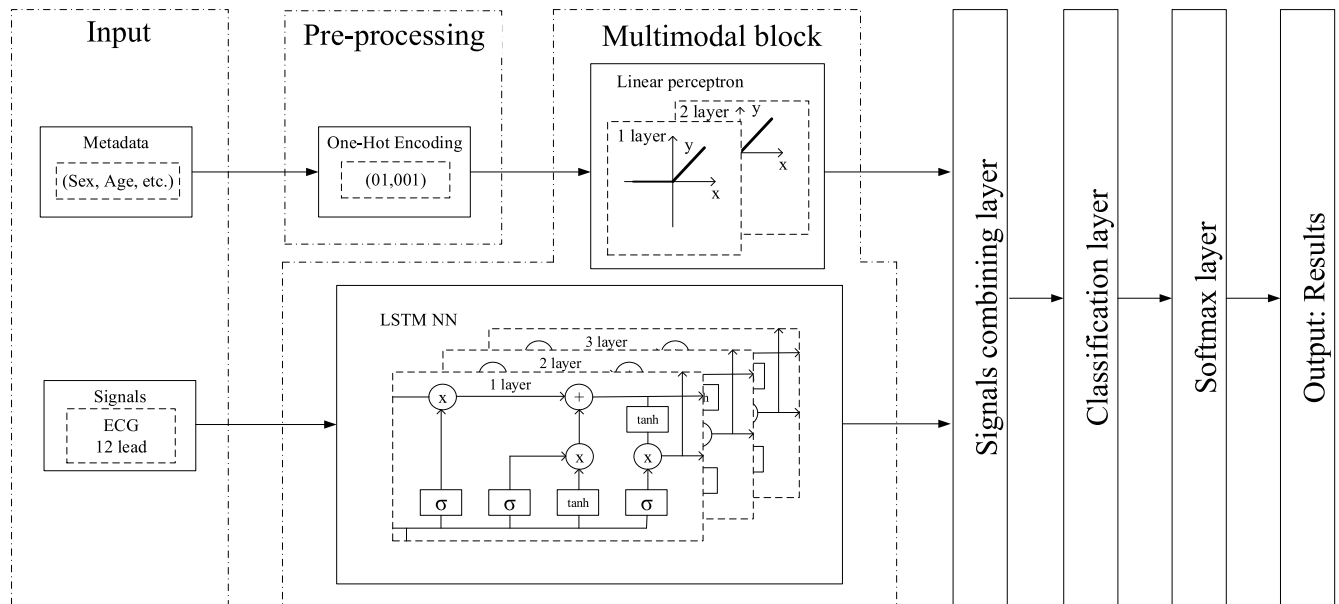 Input
Pre-processing
Multimodal block
Metadata
(Sex, Age, etc.)
One-Hot Encoding
(01,001)
Linear perceptron
2 layer
y
x
1 layer
y
x
Signals
ECG
12 lead
LSTM NN
3 layer
2 layer
1 layer
x
+
h
tanh
x
x
σ
σ
tanh
σ
Signals combining layer
Classification layer
Softmax layer
Output: Results